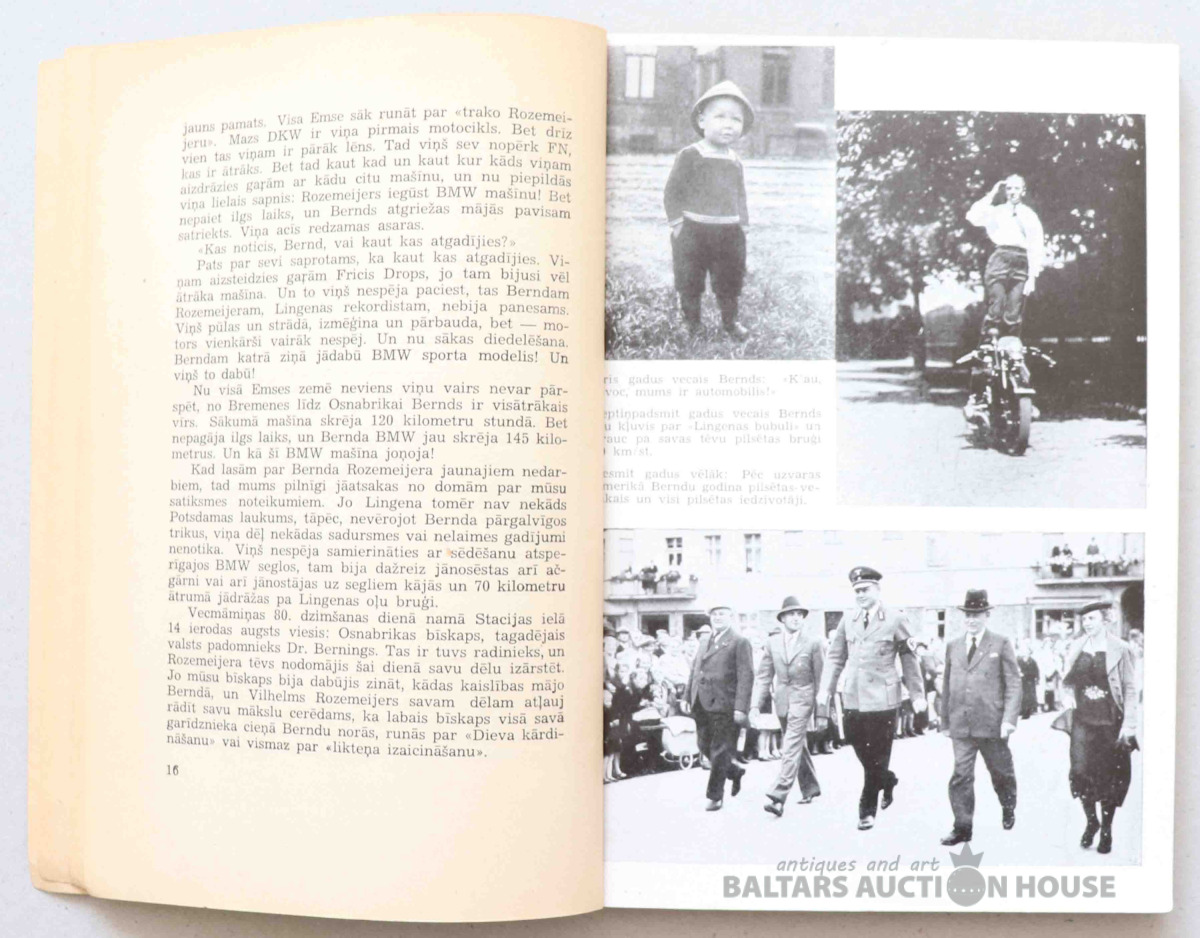 jauns pamats. Visa Emse sāk runāt par «trako Rozemei-
jeru». Mazs DKW ir viņa pirmais motocikls. Bet drīz
vien tas viņam ir pārāk lēns. Tad viņš sev nopērk FN,
kas ir ātrāks. Bet tad kaut kad un kaut kur kāds viņam
aizdrāzies gaŗām ar kādu citu mašīnu, un nu piepildās
viņa lielais sapnis: Rozemeijers iegūst BMW mašīnu! Bet
nepaiet ilgs laiks, un Bernds atgriežas mājās pavisam
satriekts. Viņa acis redzamas asaras.
«Kas noticis, Bernd, vai kaut kas atgadījies?»
Pats par sevi saprotams, ka kaut kas atgadījies. Vi-
ņam aizsteidzies gaŗām Fricis Drops, jo tam bijusi vēl
ātrāka mašīna. Un to viņš nespēja paciest, tas Berndam
Rozemeijeram, Lingenas rekordistam, nebija panesams.
Viņš pūlas un strādā, izmēģina un pārbauda, bet — mo-
tors vienkārši vairāk nespēj. Un nu sākas diedelēšana.
Berndam katrā ziņā jādabū BMW sporta modelis! Un
viņš to dabū!
Nu visā Emses zemē neviens viņu vairs nevar pār-
spēt, no Bremenes līdz Osnabrikai Bernds ir visātrākais
virs. Sākumā mašīna skrēja 120 kilometru stundā. Bet
nepagāja ilgs laiks, un Bernda BMW jau skrēja 145 kilo-
metrus. Un kā šī BMW mašīna joņoja!
Kad lasām par Bernda Rozemeijera jaunajiem nedar-
biem, tad mums pilnīgi jāatsakas no domām par mūsu
satiksmes noteikumiem. Jo Lingena tomēr nav nekāds
Potsdamas laukums, tāpēc, nevērojot Bernda pārgalvīgos
trikus, viņa dēļ nekādas sadursmes vai nelaimes gadījumi
nenotika. Viņš nespēja samierināties ar sēdēšanu atspe-
rīgajos BMW seglos, tam bija dažreiz jānosēstas arī ač-
gārni vai arī jānostājas uz segliem kājās un 70 kilometru
ātrumā jādrāžas pa Lingenas oļu bruģi.
Vecmāmiņas 80. dzimšanas dienā namā Stacijas ielā
14 ierodas augsts viesis: Osnabrikas bīskaps, tagadējais
valsts padomnieks Dr. Bernings. Tas ir tuvs radinieks, un
Rozemeijera tēvs nodomājis šai dienā savu dēlu izārstēt.
Jo mūsu bīskaps bija dabūjis zināt, kādas kaislības mājo
Berndā, un Vilhelms Rozemeijers savam dēlam atļauj
rādīt savu mākslu cerēdams, ka labais bīskaps visā savā
garīdznieka cieņā Berndu norās, runās par «Dieva kārdi-
nāšanu» vai vismaz par «likteņa izaicināšanu».
16
gadus vecais Bernds: «K'au,
mums ir automobilis!»
gadus vecais Bernds
kļuvis par «Lingenas bubuli» un
pa savas tēvu pilsētas bruģi
km/st.
gadus vēlāk: Pēc uzvaras
Berndu godina pilsētas ve-
un visi pilsētas iedzīvotāji.
antiques and art
BALTARS AUCTION HOUSE